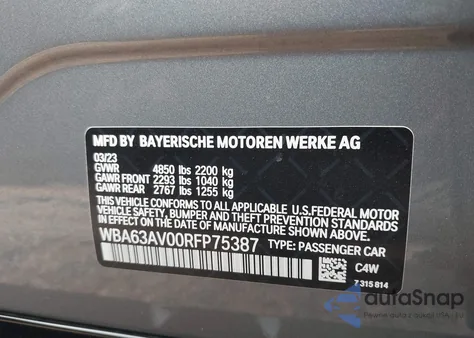 MFD BY BAYERISCHE MOTOREN WERKE AG
03/23
GVWR 4850 lbs 2200 kg
GAWR FRONT 2293 lbs 1040 kg
GAWR REAR 2767 lbs 1255 kg
THIS VEHICLE CONFORMS TO ALL APPLICABLE U.S.FEDERAL MOTOR
VEHICLE SAFETY, BUMPER, AND THEFT PREVENTION STANDARDS
IN EFFECT ON THE DATE OF MANUFACTURE SHOWN ABOVE.
WBA63AV00RFP75387 TYPE:PASSENGER CAR
C4W
7 315 814
autaSnap